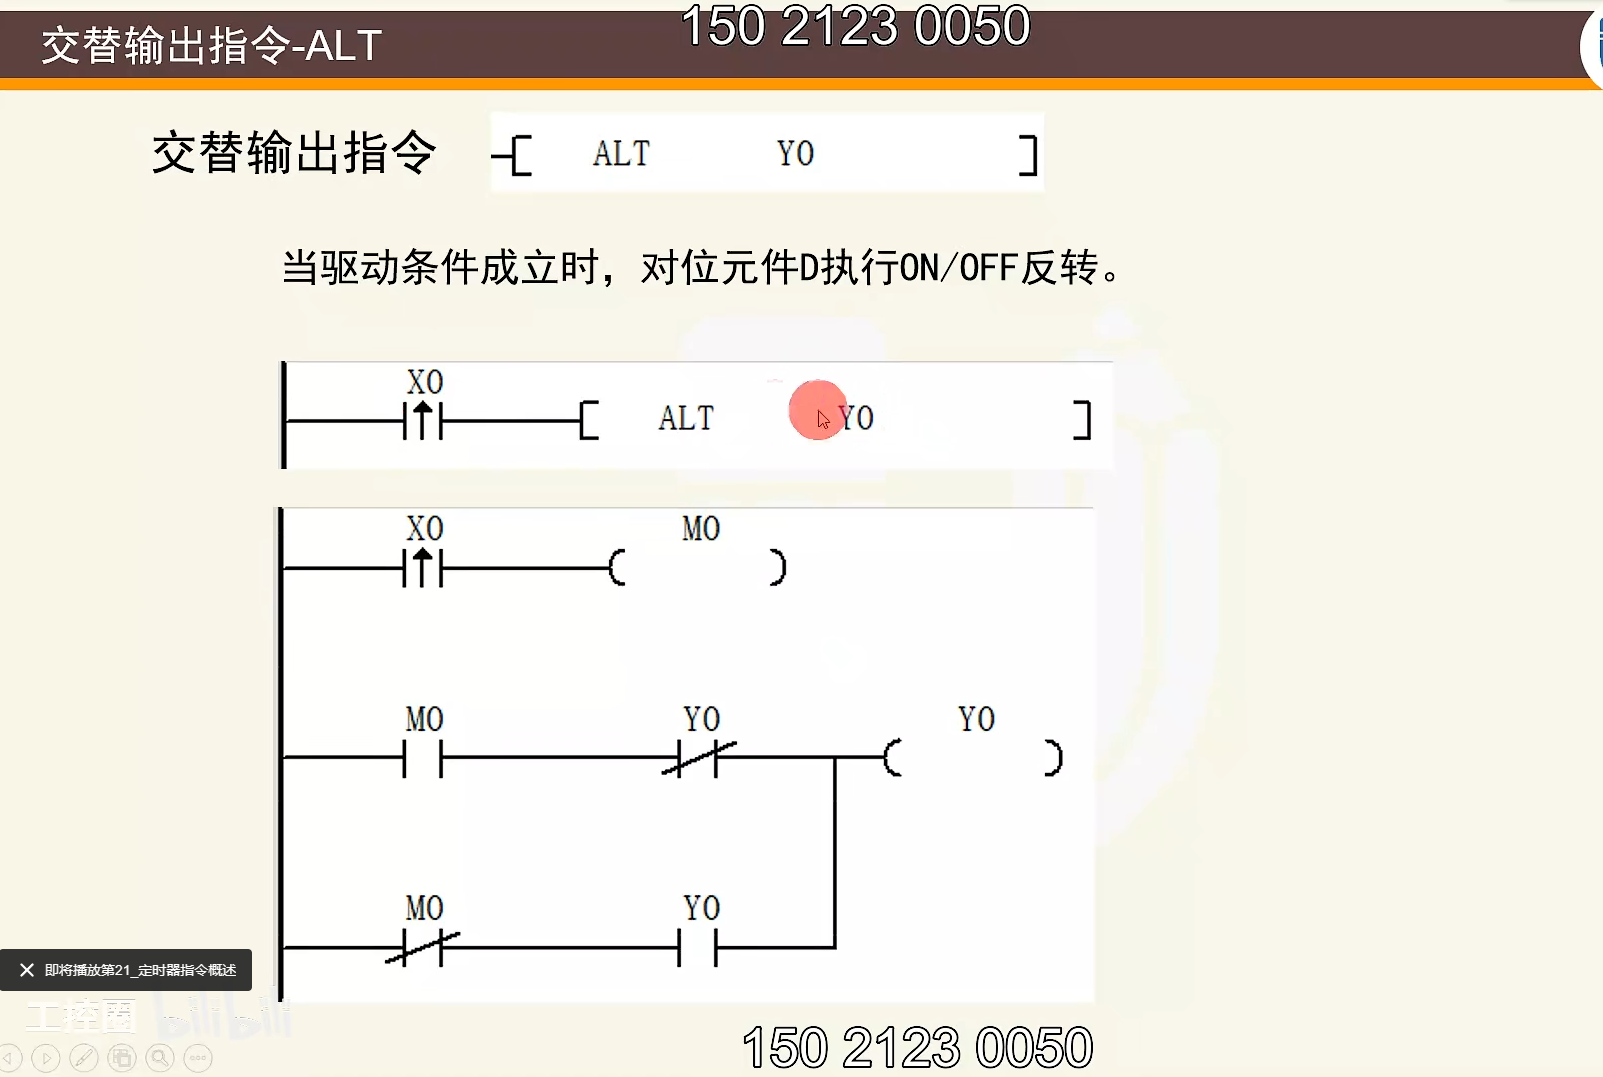 150 2123 0050
交替输出指令-ALT
交替输出指令 ALT Y0
当驱动条件成立时，对位元件D执行ON/OFF反转。
X0
ALT Y0
X0 M0
M0 Y0 Y0
M0 Y0
即将播放第21_定时器指令概述
工控圈 bilibili
150 2123 0050